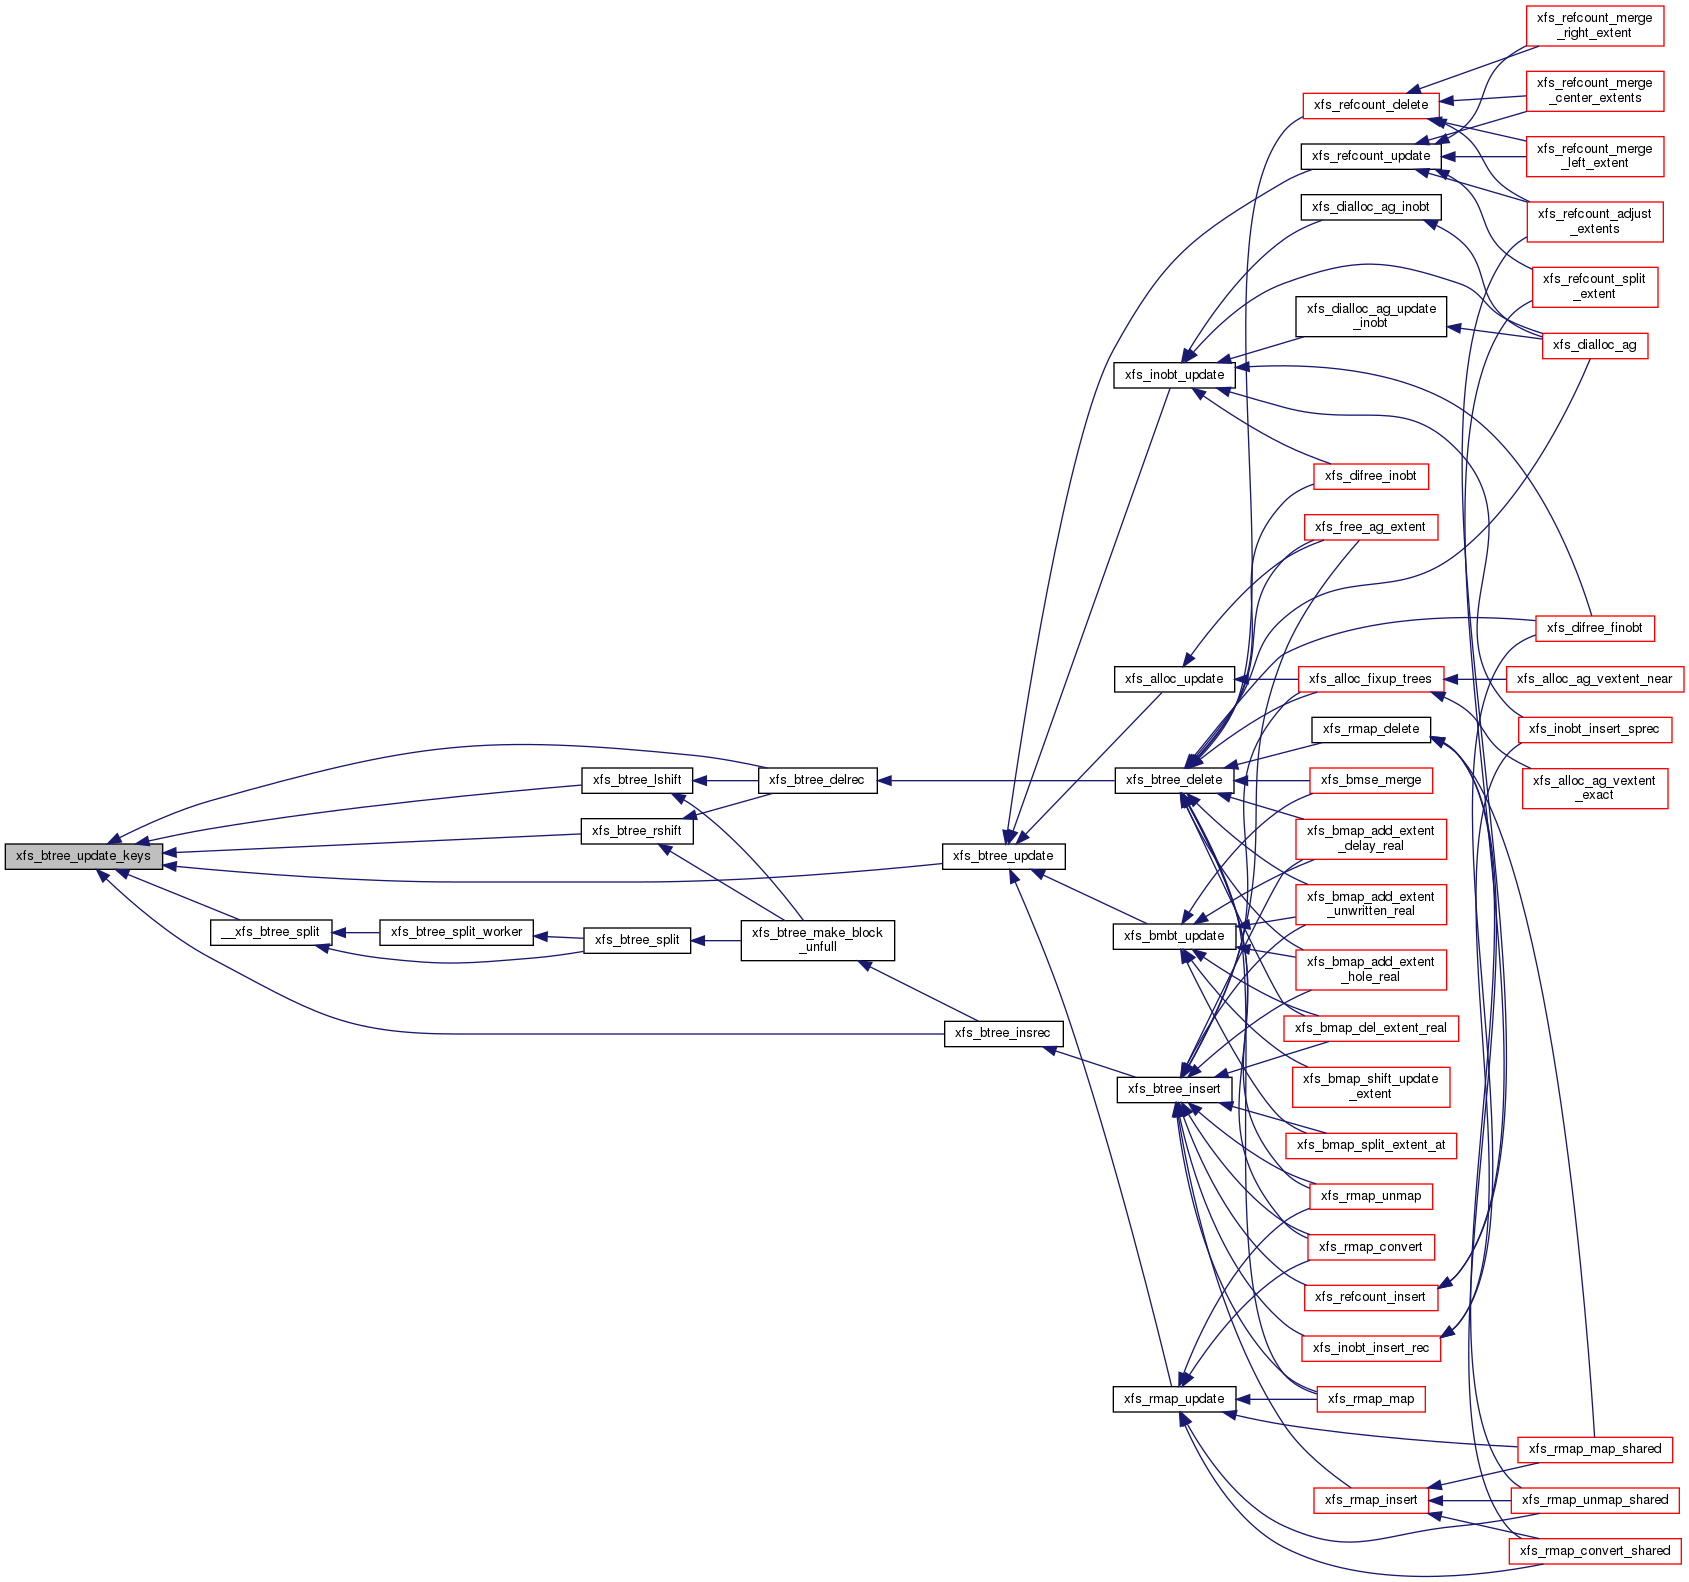 xfs_refcount_merge
_right_extent
xfs_refcount_merge
_center_extents
xfs_refcount_delete
xfs_refcount_update
xfs_refcount_merge
_left_extent
xfs_dialloc_ag_inobt
xfs_refcount_adjust
_extents
xfs_refcount_split
_extent
xfs_dialloc_ag_update
_inobt
xfs_dialloc_ag
xfs_inobt_update
xfs_difree_inobt
xfs_free_ag_extent
xfs_difree_finobt
xfs_alloc_update
xfs_alloc_fixup_trees
xfs_alloc_ag_vextent_near
xfs_rmap_delete
xfs_inobt_insert_sprec
xfs_btree_lshift
xfs_btree_delrec
xfs_btree_delete
xfs_bmse_merge
xfs_alloc_ag_vextent
_exact
xfs_btree_rshift
xfs_bmap_add_extent
_delay_real
xfs_btree_update_keys
xfs_btree_update
xfs_bmap_add_extent
_unwritten_real
__xfs_btree_split
xfs_btree_split_worker
xfs_btree_split
xfs_btree_make_block
_unfull
xfs_bmbt_update
xfs_bmap_add_extent
_hole_real
xfs_btree_insrec
xfs_bmap_del_extent_real
xfs_btree_insert
xfs_bmap_shift_update
_extent
xfs_bmap_split_extent_at
xfs_rmap_unmap
xfs_rmap_convert
xfs_refcount_insert
xfs_inobt_insert_rec
xfs_rmap_update
xfs_rmap_map
xfs_rmap_map_shared
xfs_rmap_insert
xfs_rmap_unmap_shared
xfs_rmap_convert_shared